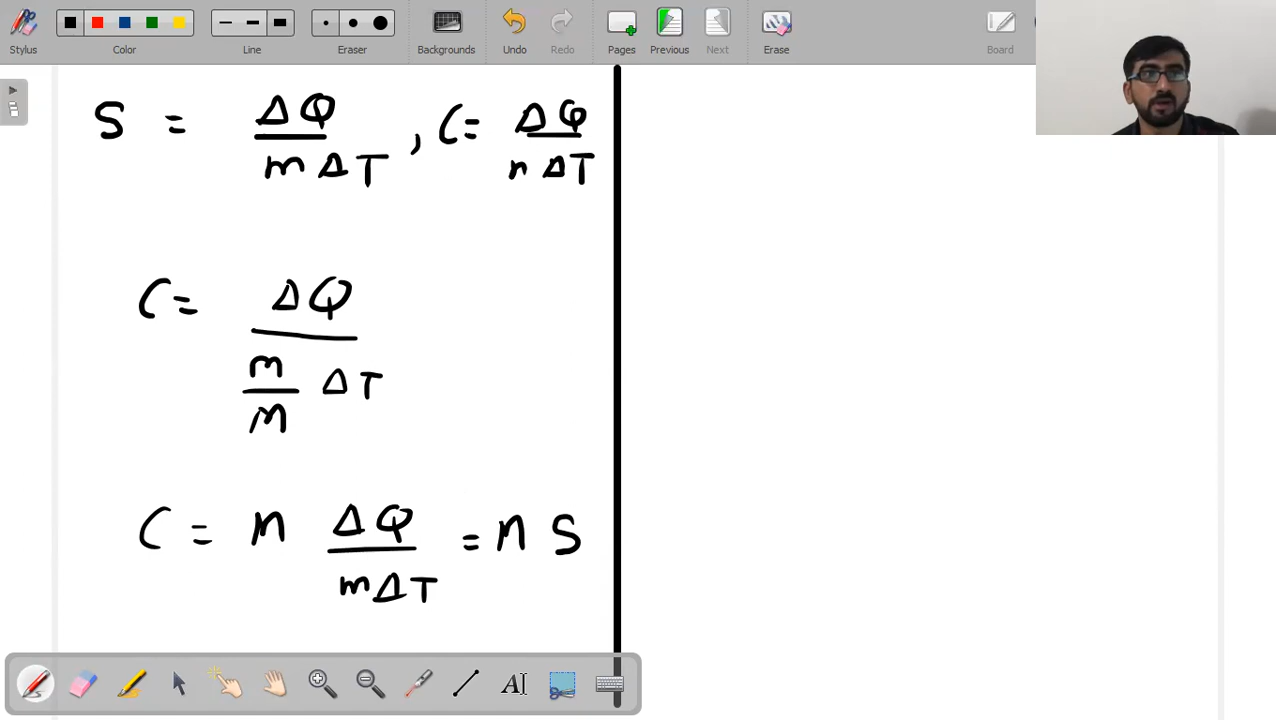 Stylus Color Line Eraser Backgrounds Undo Redo Pages Previous Next Erase Board
S = ΔQ / mΔT , C = ΔQ / nΔT
C = ΔQ / (m/M) ΔT
C = M ΔQ / mΔT = M S
A